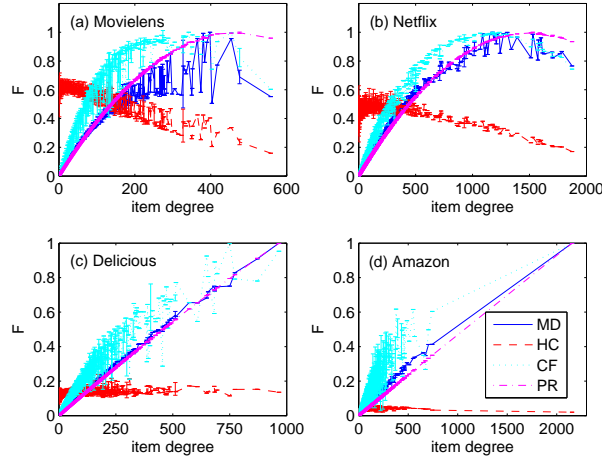 (a) Movielens
F
1
0.8
0.6
0.4
0.2
0
0 200 400 600
item degree
(b) Netflix
F
1
0.8
0.6
0.4
0.2
0
0 500 1000 1500 2000
item degree
(c) Delicious
F
1
0.8
0.6
0.4
0.2
0
0 250 500 750 1000
item degree
(d) Amazon
F
1
0.8
0.6
0.4
0.2
0
0 500 1000 1500 2000
item degree
MD
HC
CF
PR